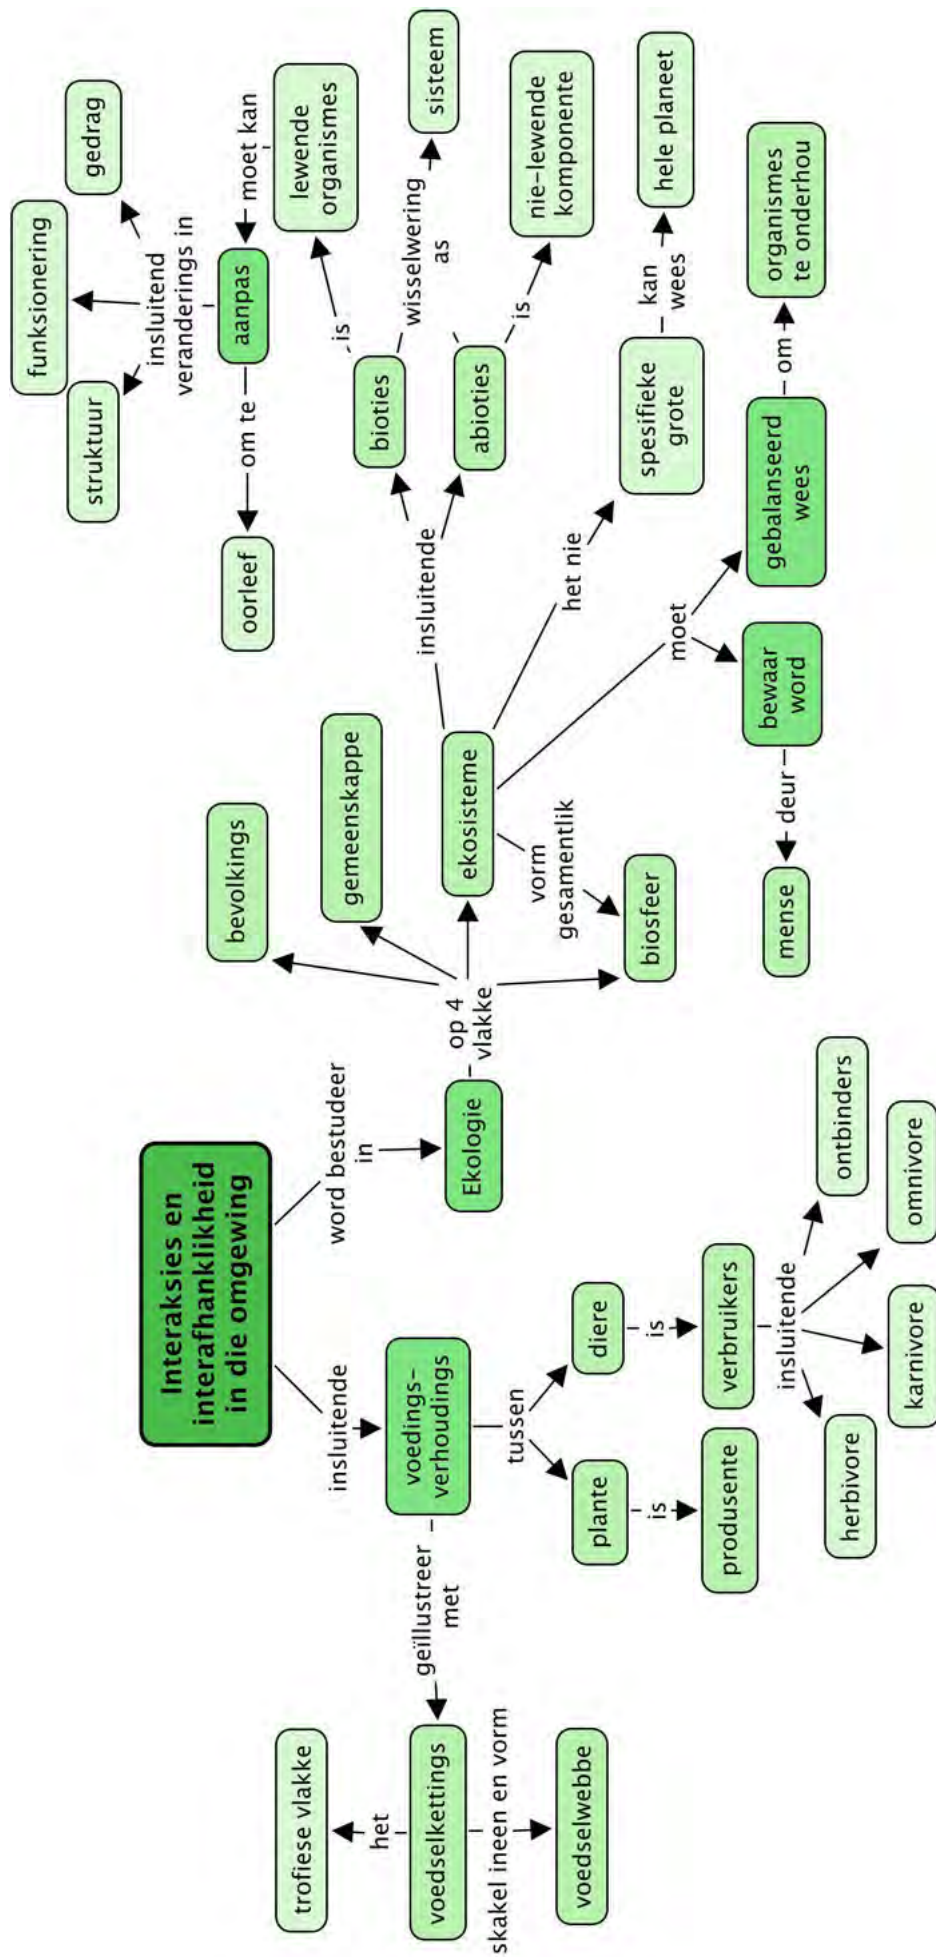 Interaksies en
interafhanklikheid
in die omgewing
insluitende
voedings-
verhoudings
geïllustreer
met
voedselkettings
het
trofiese vlakke
skakel ineen en vorm
voedselwebbe
tussen
plante
is
produsente
diere
is
verbruikers
insluitende
herbivore
karnivore
omnivore
ontbinders
word bestudeer
in
Ekologie
op 4
vlakke
bevolkings
gemeenskappe
ekosisteme
biosfeer
vorm
gesamentlik
insluitende
bioties
is
lewende
organismes
moet kan
aanpas
om te
oorleef
insluitend
veranderings in
struktuur
funksionering
gedrag
wisselwering
as
sisteem
abioties
is
nie-lewende
komponente
het nie
spesifieke
grote
kan
wees
hele planeet
moet
bewaar
word
deur
mense
gebalanseerd
wees
om
organismes
te onderhou